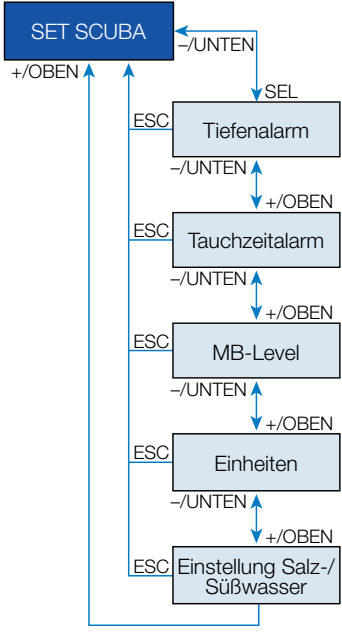 SET SCUBA
–/UNTEN
+/OBEN
SEL
ESC
Tiefenalarm
–/UNTEN
+/OBEN
ESC
Tauchzeitalarm
–/UNTEN
+/OBEN
ESC
MB-Level
–/UNTEN
+/OBEN
ESC
Einheiten
–/UNTEN
+/OBEN
ESC
Einstellung Salz-/
Süßwasser